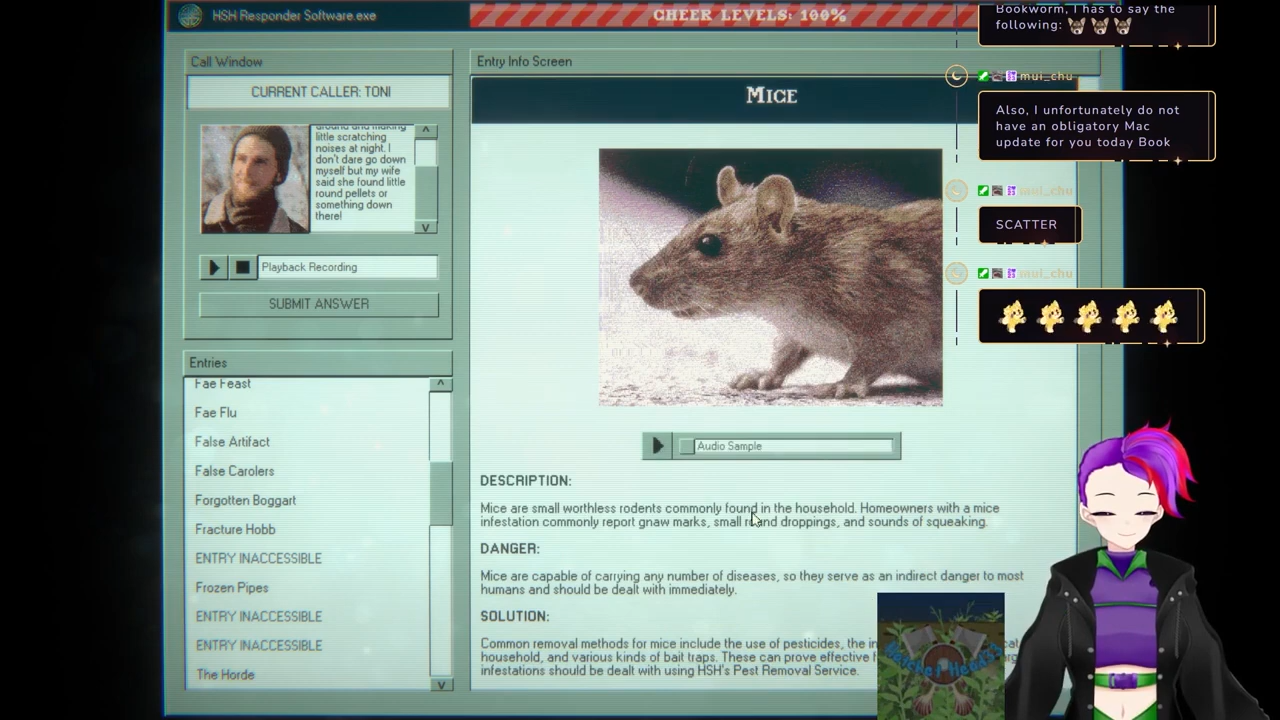 HSH Responder Software.exe
CHEER LEVELS: 100%
Call Window
CURRENT CALLER: TONI
around and making
little scratching
noises at night. I
don't dare go down
myself but my wife
said she found little
round pellets or
something down
there!
Playback Recording
SUBMIT ANSWER
Entries
Fae Feast
Fae Flu
False Artifact
False Carolers
Forgotten Boggart
Fracture Hobb
ENTRY INACCESSIBLE
Frozen Pipes
ENTRY INACCESSIBLE
ENTRY INACCESSIBLE
The Horde
Entry Info Screen
MICE
Audio Sample
DESCRIPTION:
Mice are small worthless rodents commonly found in the household. Homeowners with a mice
infestation commonly report gnaw marks, small round droppings, and sounds of squeaking.
DANGER:
Mice are capable of carrying any number of diseases, so they serve as an indirect danger to most
humans and should be dealt with immediately.
SOLUTION:
Common removal methods for mice include the use of pesticides, the in
household, and various kinds of bait traps. These can prove effective f
infestations should be dealt with using HSH's Pest Removal Service.
Bookworm, I has to say the
following:
mui_chu
Also, I unfortunately do not
have an obligatory Mac
update for you today Book
mui_chu
SCATTER
mui_chu